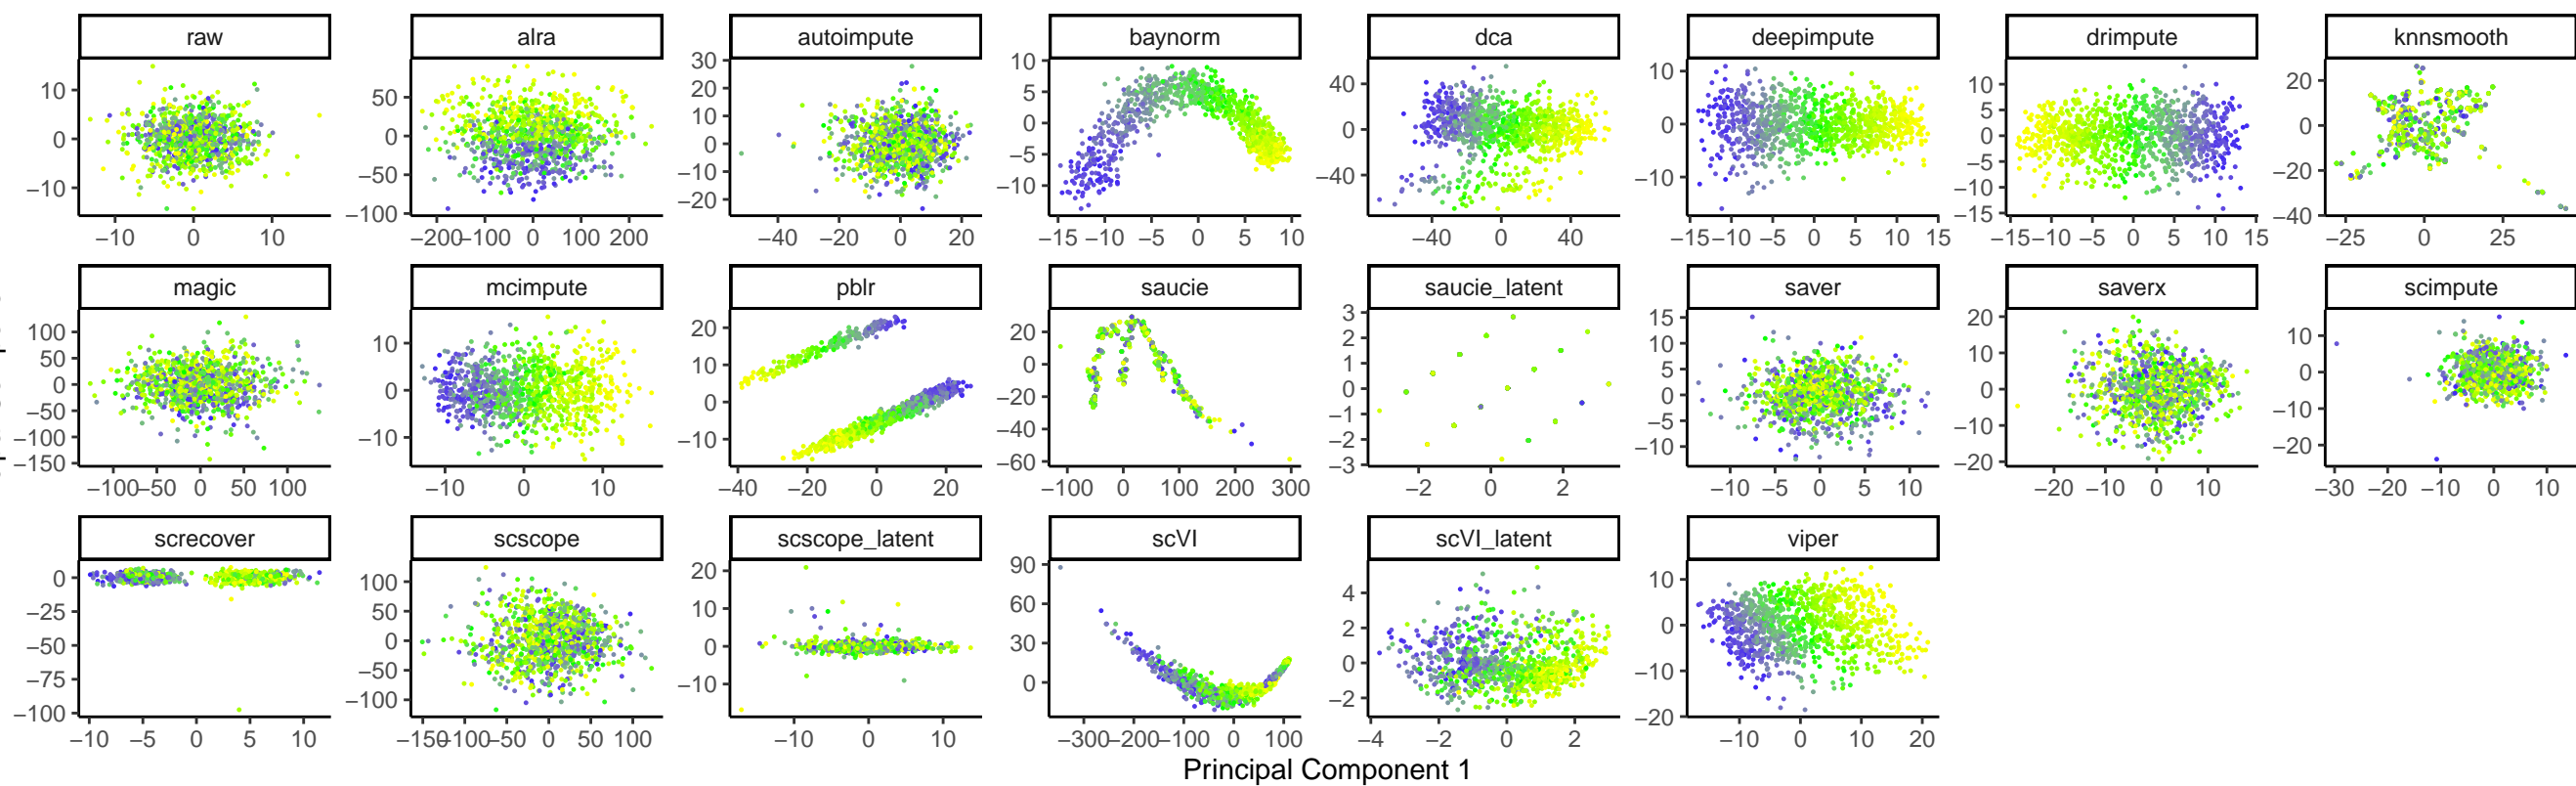 raw alra autoimpute baynorm dca deepimpute drimpute knnsmooth
10 0 −10
−10 0 10
50 0 −50 −100
−200 −100 0 100 200
30 20 10 0 −10 −20
−40 −20 0 20
10 5 0 −5 −10
−15 −10 −5 0 5 10
40 0 −40
−40 0 40
10 0 −10
−15 −10 −5 0 5 10 15
10 5 0 −5 −10 −15
−15 −10 −5 0 5 10 15
20 0 −20 −40
−25 0 25
magic mcimpute pblr saucie saucie_latent saver saverx scimpute
100 50 0 −50 −100 −150
−100 −50 0 50 100
10 0 −10
−10 0 10
20 10 0 −10
−40 −20 0 20
20 0 −20 −40 −60
−100 0 100 200 300
3 2 1 0 −1 −2 −3
−2 0 2
15 10 5 0 −5 −10
−10 −5 0 5 10
20 10 0 −10 −20
−20 −10 0 10
10 0 −10 −20
−30 −20 −10 0 10
screcover scscope scscope_latent scVI scVI_latent viper
0 −25 −50 −75 −100
−10 −5 0 5 10
100 50 0 −50 −100
−150 −100 −50 0 50 100
20 10 0 −10
−10 0 10
90 60 30 0
−300 −200 −100 0 100
4 2 0 −2
−4 −2 0 2
10 0 −10 −20
−10 0 10 20
Principal Component 1